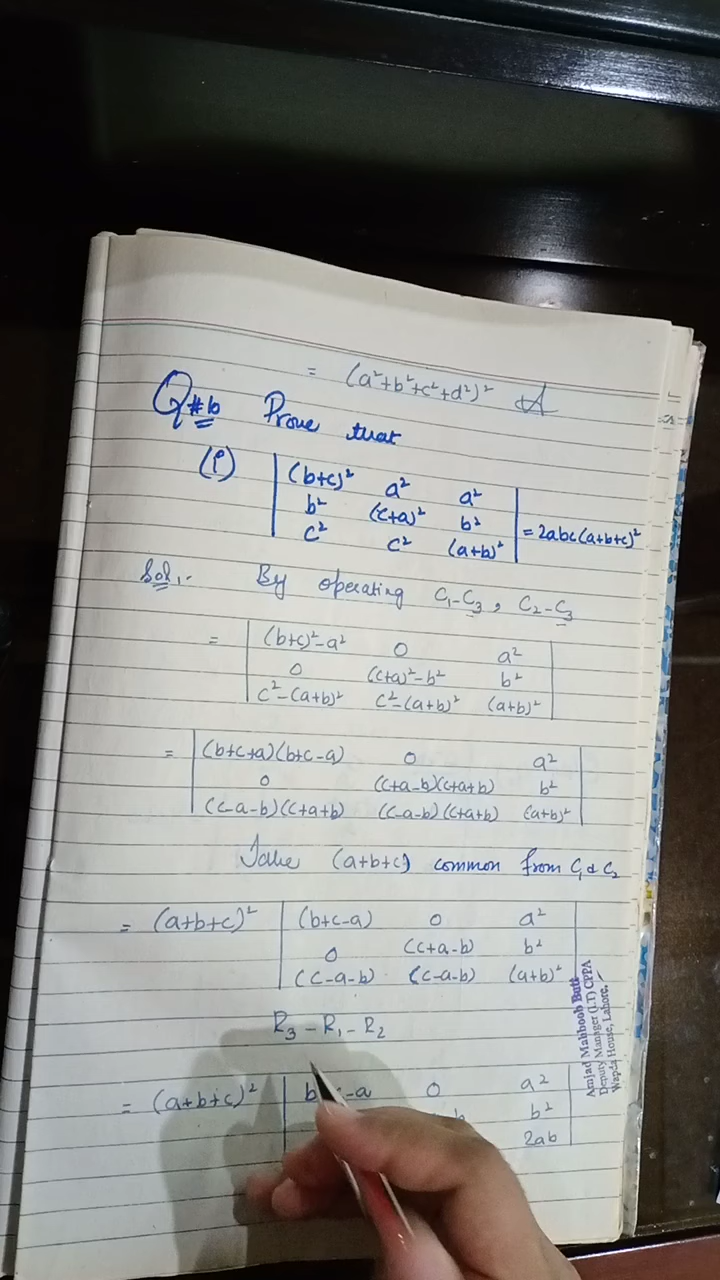 = (a²+b²+c²+d²)²
Q#6 Prove that
(i) | (b+c)² a² a² |
| b² (c+a)² b² | = 2abc(a+b+c)²
| c² c² (a+b)² |
Sol:. By operating C₁-C₃, C₂-C₃
= | (b+c)²-a² 0 a² |
| 0 (c+a)²-b² b² |
| c²-(a+b)² c²-(a+b)² (a+b)² |
= | (b+c+a)(b+c-a) 0 a² |
| 0 (c+a-b)(c+a+b) b² |
| (c-a-b)(c+a+b) (c-a-b)(c+a+b) (a+b)² |
Take (a+b+c) common from C₁ & C₂
= (a+b+c)² | (b+c-a) 0 a² |
| 0 (c+a-b) b² |
| (c-a-b) (c-a-b) (a+b)² |
R₃-R₁-R₂
= (a+b+c)² | b -a 0 a² |
| b b² |
| 2ab |
Amjad Mahboob Butt
Deputy Manager (I.T) CPPA
Wapda House, Lahore.